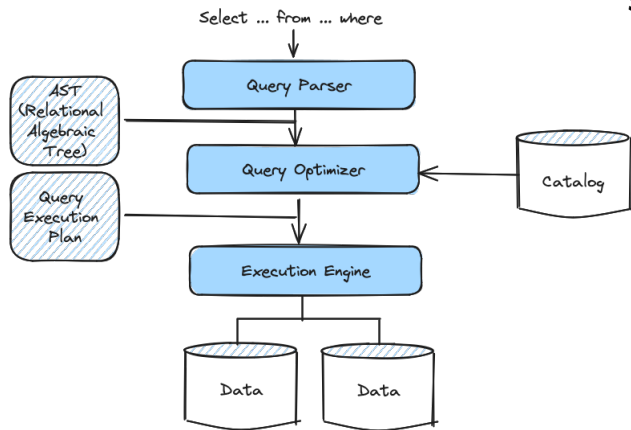 Select ... from ... where
Query Parser
AST
(Relational
Algebraic
Tree)
Query Optimizer
Catalog
Query
Execution
Plan
Execution Engine
Data
Data